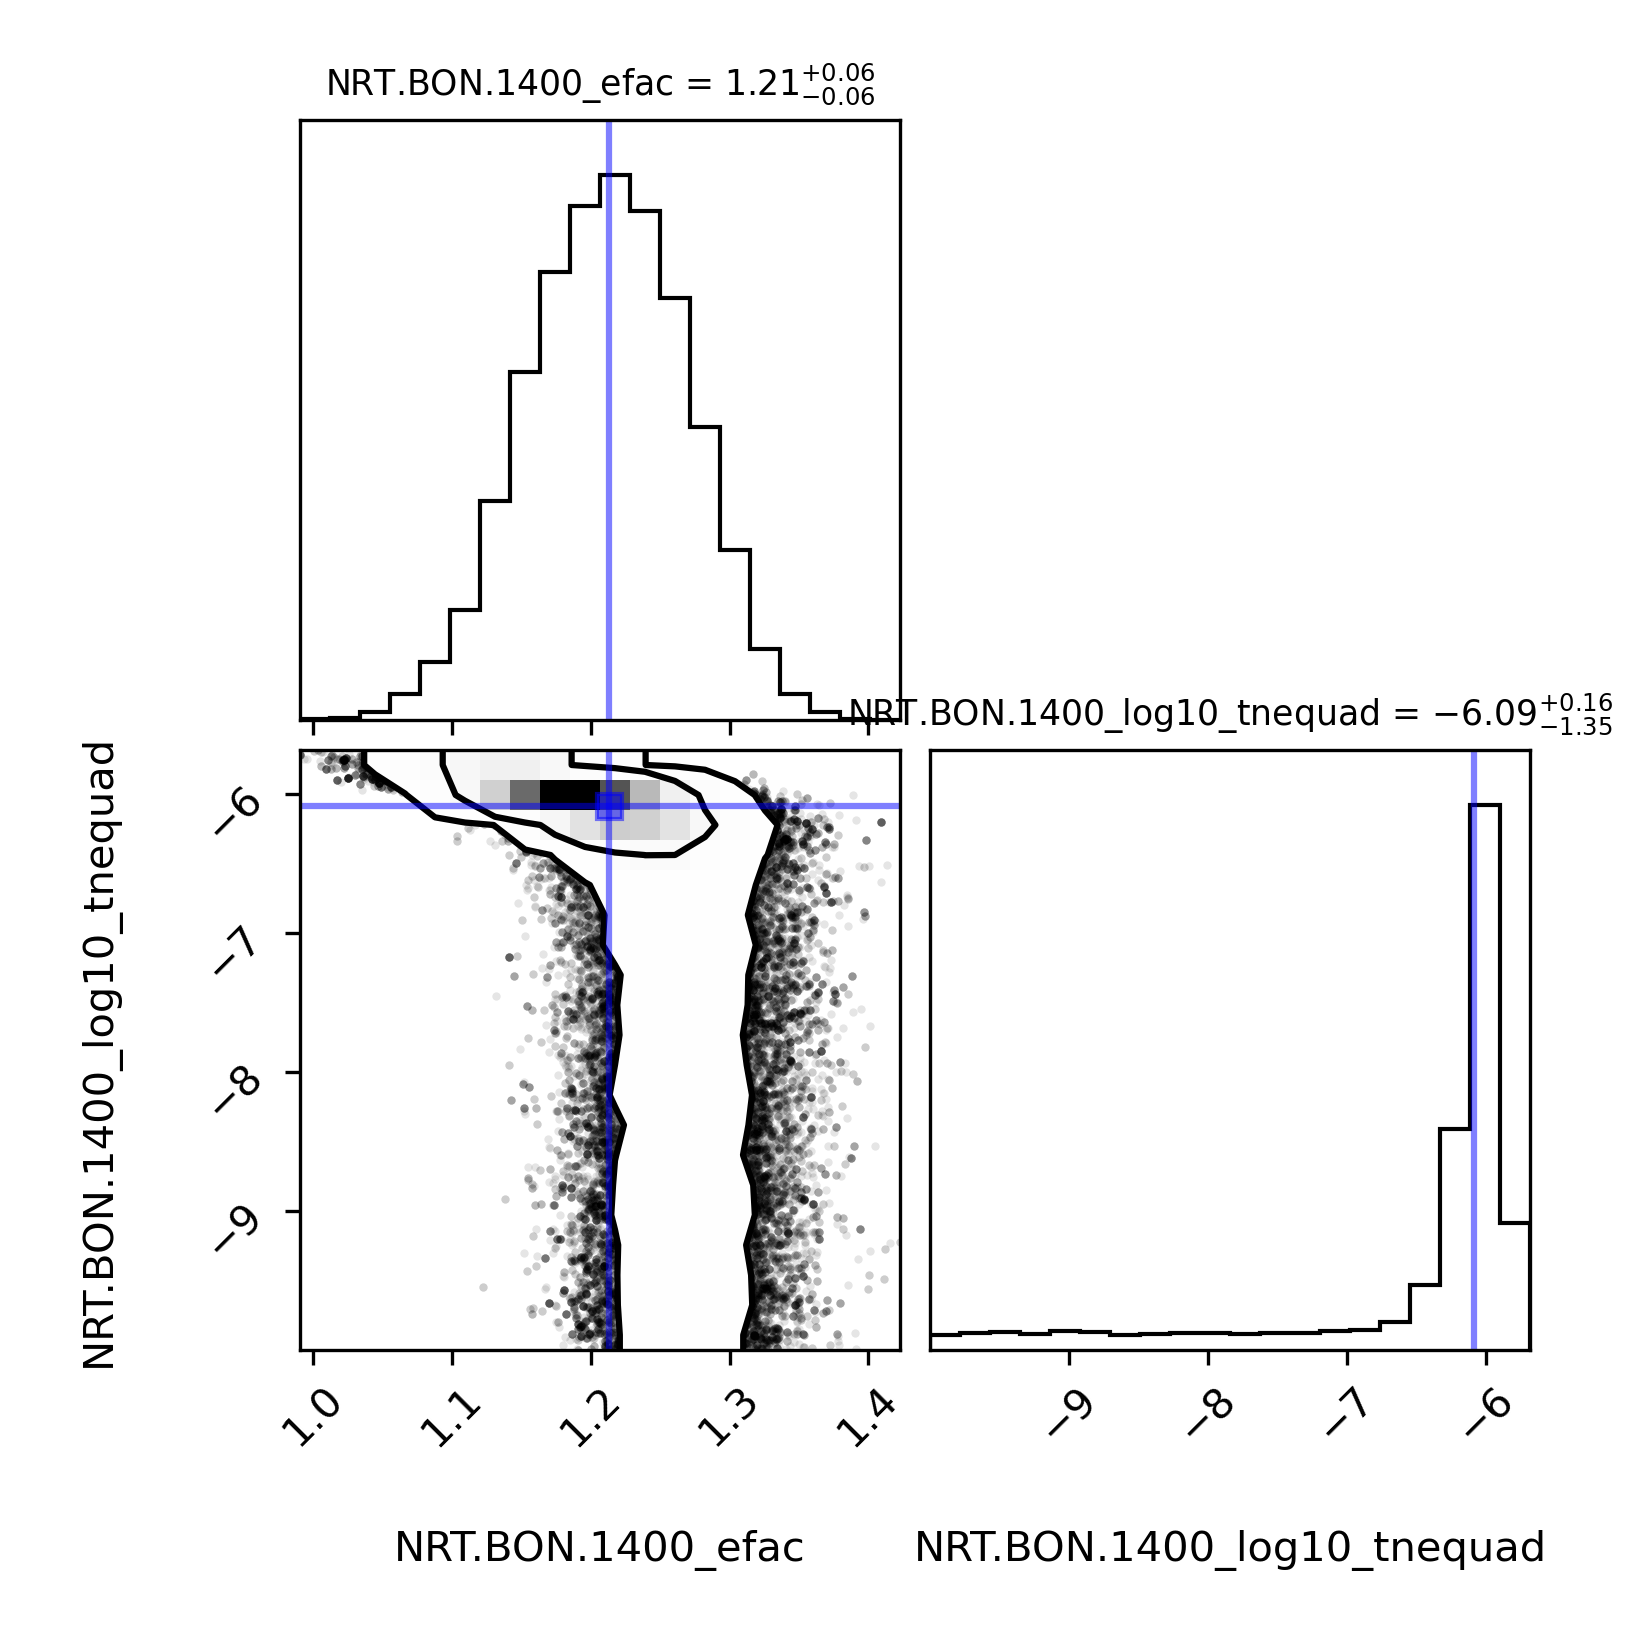 NRT.BON.1400_efac = 1.21+0.06−0.06
NRT.BON.1400_log10_tnequad = −6.09+0.16−1.35
NRT.BON.1400_log10_tnequad
−6
−7
−8
−9
1.0 1.1 1.2 1.3 1.4
−9 −8 −7 −6
NRT.BON.1400_efac
NRT.BON.1400_log10_tnequad